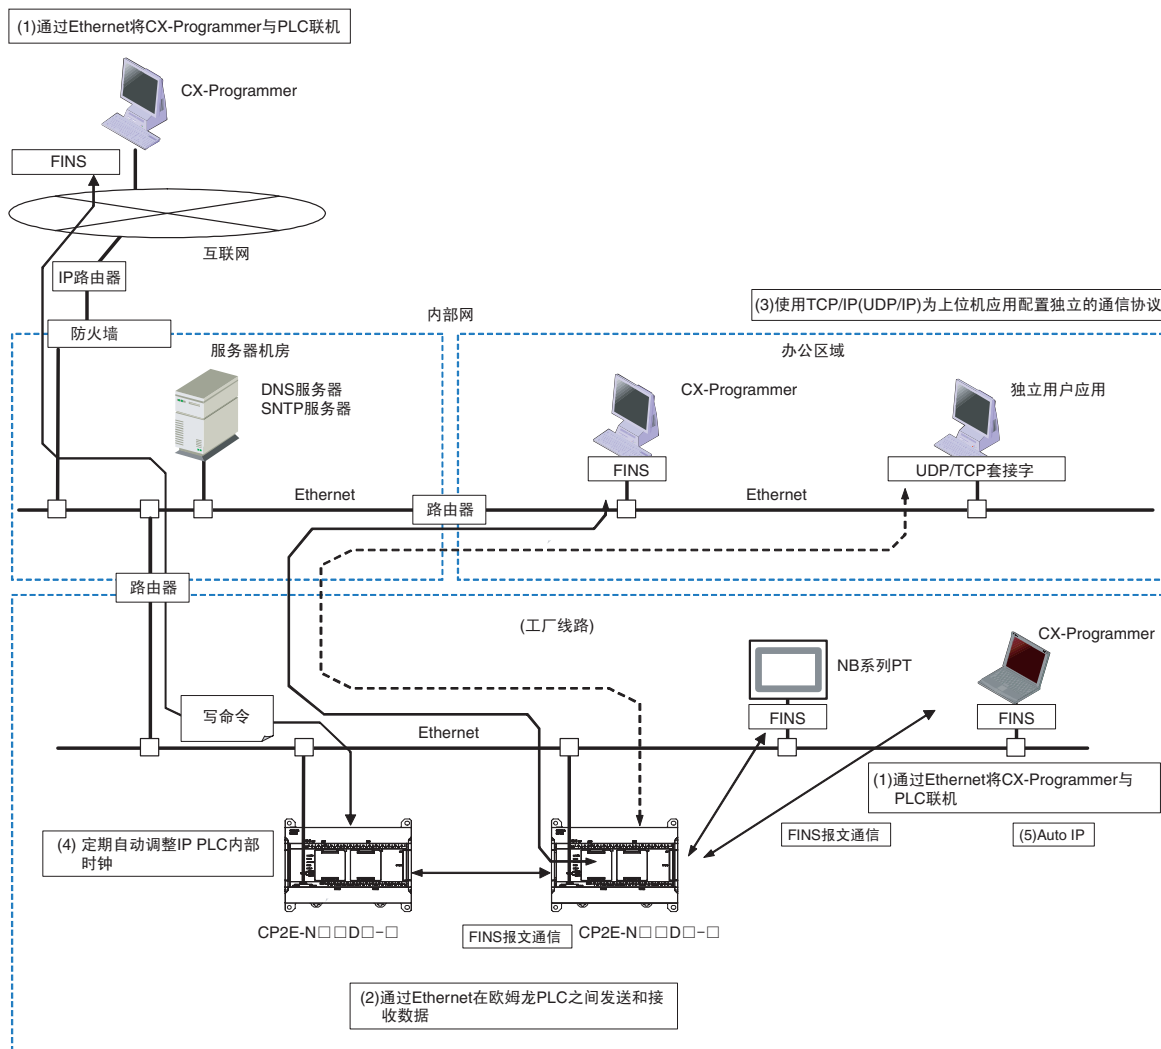 (1)通过Ethernet将CX-Programmer与PLC联机
CX-Programmer
FINS
互联网
IP路由器
(3)使用TCP/IP(UDP/IP)为上位机应用配置独立的通信协议
内部网
防火墙
服务器机房
办公区域
DNS服务器
SNTP服务器
CX-Programmer
独立用户应用
FINS
UDP/TCP套接字
Ethernet
路由器
Ethernet
路由器
(工厂线路)
CX-Programmer
NB系列PT
写命令
FINS
FINS
Ethernet
(1)通过Ethernet将CX-Programmer与
PLC联机
FINS报文通信
(5)Auto IP
(4) 定期自动调整IP PLC内部
时钟
CP2E-N□□D□-□
FINS报文通信
CP2E-N□□D□-□
(2)通过Ethernet在欧姆龙PLC之间发送和接
收数据